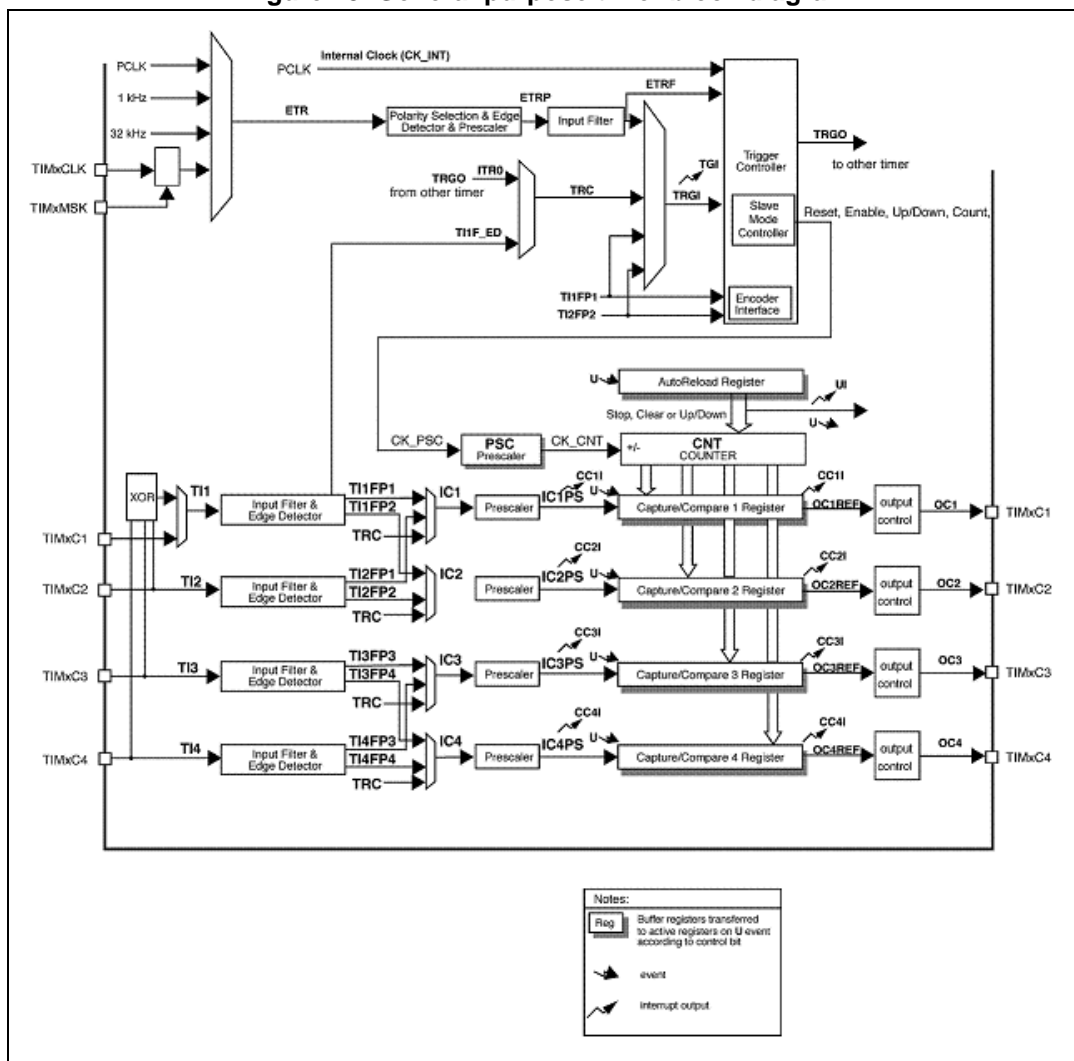 PCLK
1 kHz
32 kHz
TIMxCLK
TIMxMSK
PCLK
Internal Clock (CK_INT)
ETR
Polarity Selection & Edge
Detector & Prescaler
ETRP
Input Filter
ETRF
TRGO
from other timer
ITR0
TI1F_ED
TRC
TGI
TRGI
TI1FP1
TI2FP2
Trigger
Controller
Slave
Mode
Controller
Encoder
Interface
TRGO
to other timer
Reset, Enable, Up/Down, Count,
U
AutoReload Register
UI
U
Stop, Clear or Up/Down
CK_PSC
PSC
Prescaler
CK_CNT
+/-
CNT
COUNTER
XOR
TI1
Input Filter &
Edge Detector
TI1FP1
TI1FP2
TRC
IC1
Prescaler
CC1I
IC1PS
U
Capture/Compare 1 Register
CC1I
OC1REF
output
control
OC1
TIMxC1
TIMxC1
TIMxC2
TI2
Input Filter &
Edge Detector
TI2FP1
TI2FP2
TRC
IC2
Prescaler
CC2I
IC2PS
U
Capture/Compare 2 Register
CC2I
OC2REF
output
control
OC2
TIMxC2
TIMxC3
TI3
Input Filter &
Edge Detector
TI3FP3
TI3FP4
TRC
IC3
Prescaler
CC3I
IC3PS
U
Capture/Compare 3 Register
CC3I
OC3REF
output
control
OC3
TIMxC3
TIMxC4
TI4
Input Filter &
Edge Detector
TI4FP3
TI4FP4
TRC
IC4
Prescaler
CC4I
IC4PS
U
Capture/Compare 4 Register
CC4I
OC4REF
output
control
OC4
TIMxC4
Notes:
Reg
Buffer registers transferred
to active registers on U event
according to control bit
event
interrupt output